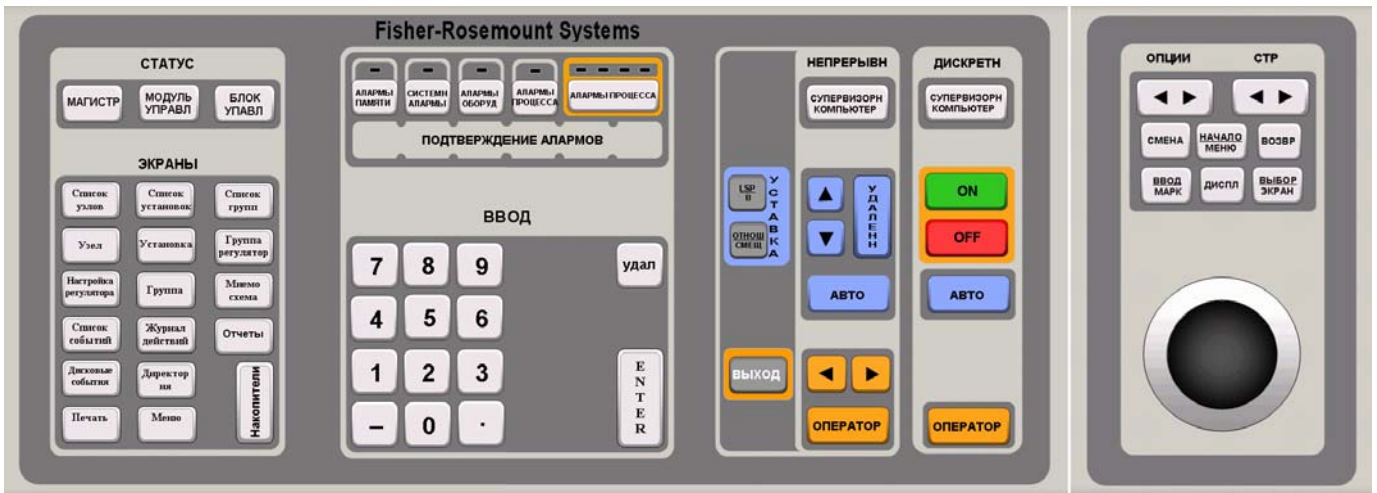 Fisher-Rosemount Systems
СТАТУС
МАГИСТР
МОДУЛЬ
УПРАВЛ
БЛОК
УПАВЛ
ЭКРАНЫ
Список
узлов
Список
установок
Список
групп
Узел
Установка
Группа
регулятор
Настройка
регулятора
Группа
Мнемо
схема
Список
событий
Журнал
действий
Отчеты
Дисковые
события
Директор
ия
Накопители
Печать
Меню
АЛАРМЫ
ПАМЯТИ
СИСТЕМН
АЛАРМЫ
АЛАРМЫ
ОБОРУД
АЛАРМЫ
ПРОЦЕССА
АЛАРМЫ ПРОЦЕССА
ПОДТВЕРЖДЕНИЕ АЛАРМОВ
ВВОД
7 8 9
удал
4 5 6
1 2 3
ENTER
– 0 .
УСТАВКА
LSP
B
ОТНОШ
СМЕЩ
ВЫХОД
НЕПРЕРЫВН
СУПЕРВИЗОРН
КОМПЬЮТЕР
УДАЛЕНН
АВТО
ОПЕРАТОР
ДИСКРЕТН
СУПЕРВИЗОРН
КОМПЬЮТЕР
ON
OFF
АВТО
ОПЕРАТОР
ОПЦИИ
СТР
СМЕНА
НАЧАЛО
МЕНЮ
ВОЗВР
ВВОД
МАРК
ДИСПЛ
ВЫБОР
ЭКРАН